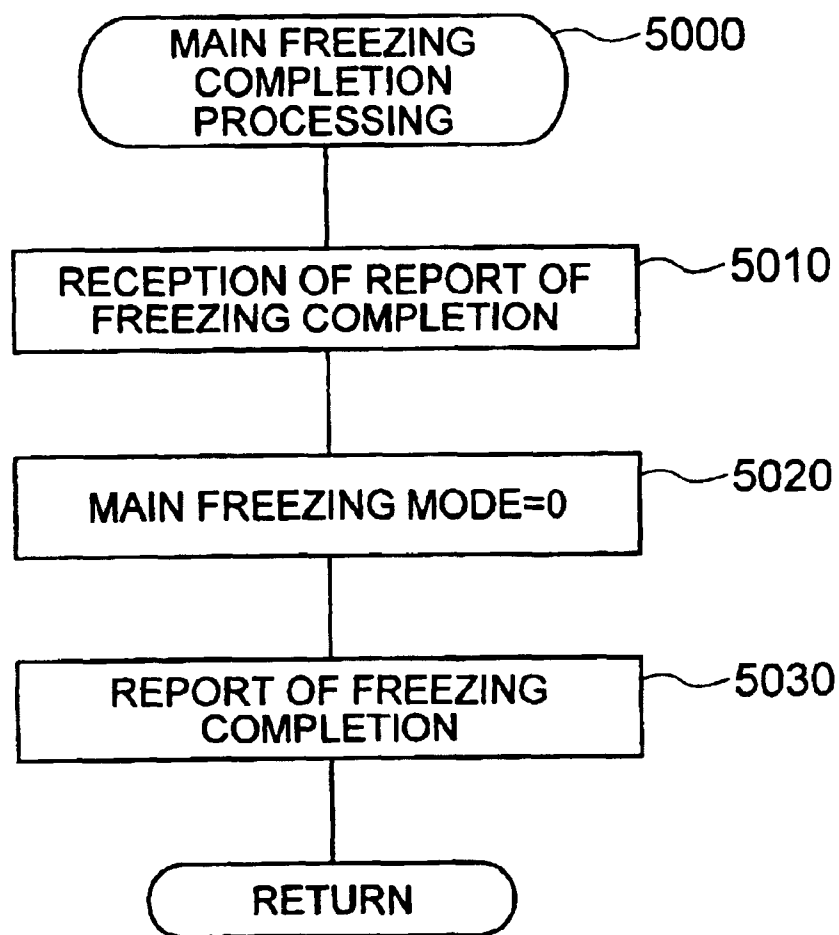 MAIN FREEZING
COMPLETION
PROCESSING
5000
RECEPTION OF REPORT OF
FREEZING COMPLETION
5010
MAIN FREEZING MODE=0
5020
REPORT OF FREEZING
COMPLETION
5030
RETURN